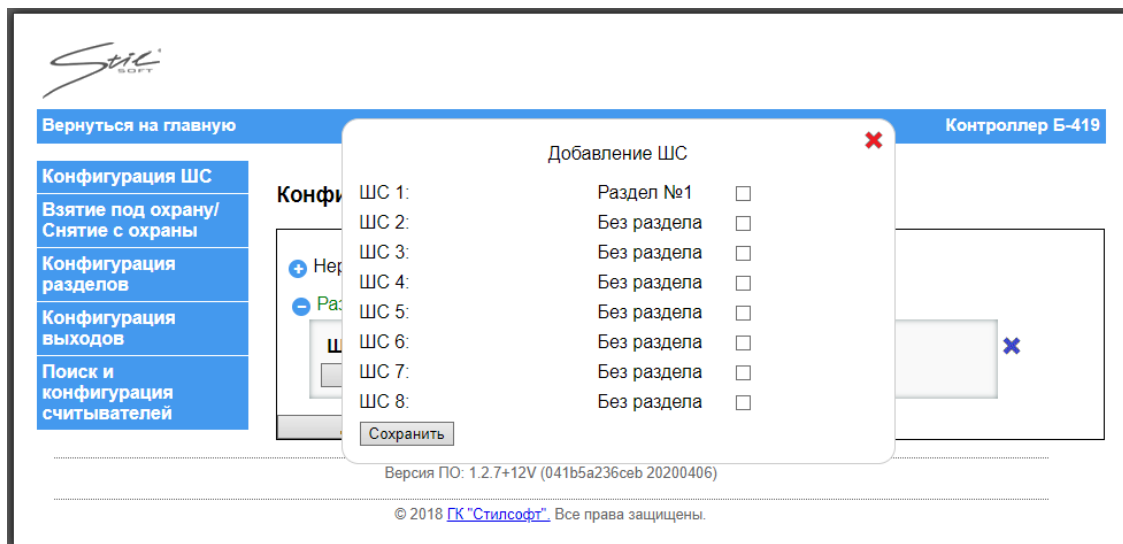 Stil
SOFT
Вернуться на главную
Контроллер Б-419
Конфигурация ШС
Взятие под охрану/
Снятие с охраны
Конфигурация
разделов
Конфигурация
выходов
Поиск и
конфигурация
считывателей
Добавление ШС
ШС 1: Раздел №1
ШС 2: Без раздела
ШС 3: Без раздела
ШС 4: Без раздела
ШС 5: Без раздела
ШС 6: Без раздела
ШС 7: Без раздела
ШС 8: Без раздела
Сохранить
Версия ПО: 1.2.7+12V (041b5a236ceb 20200406)
© 2018 ГК "Стилсофт". Все права защищены.